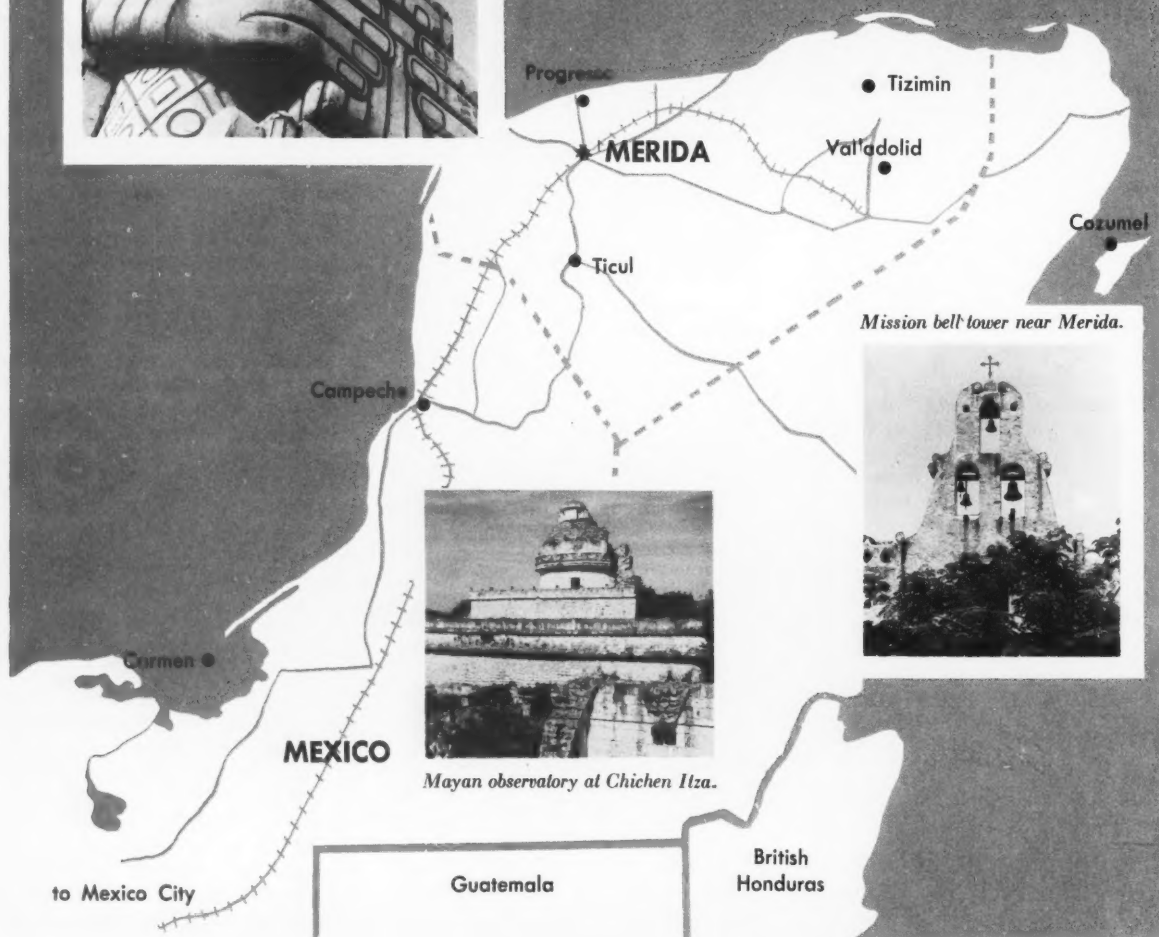 Progreso
Tizimin
MERIDA
Valladolid
Cozumel
Ticul
Mission bell tower near Merida.
Campeche
Carmen
MEXICO
Mayan observatory at Chichen Itza.
to Mexico City
Guatemala
British
Honduras